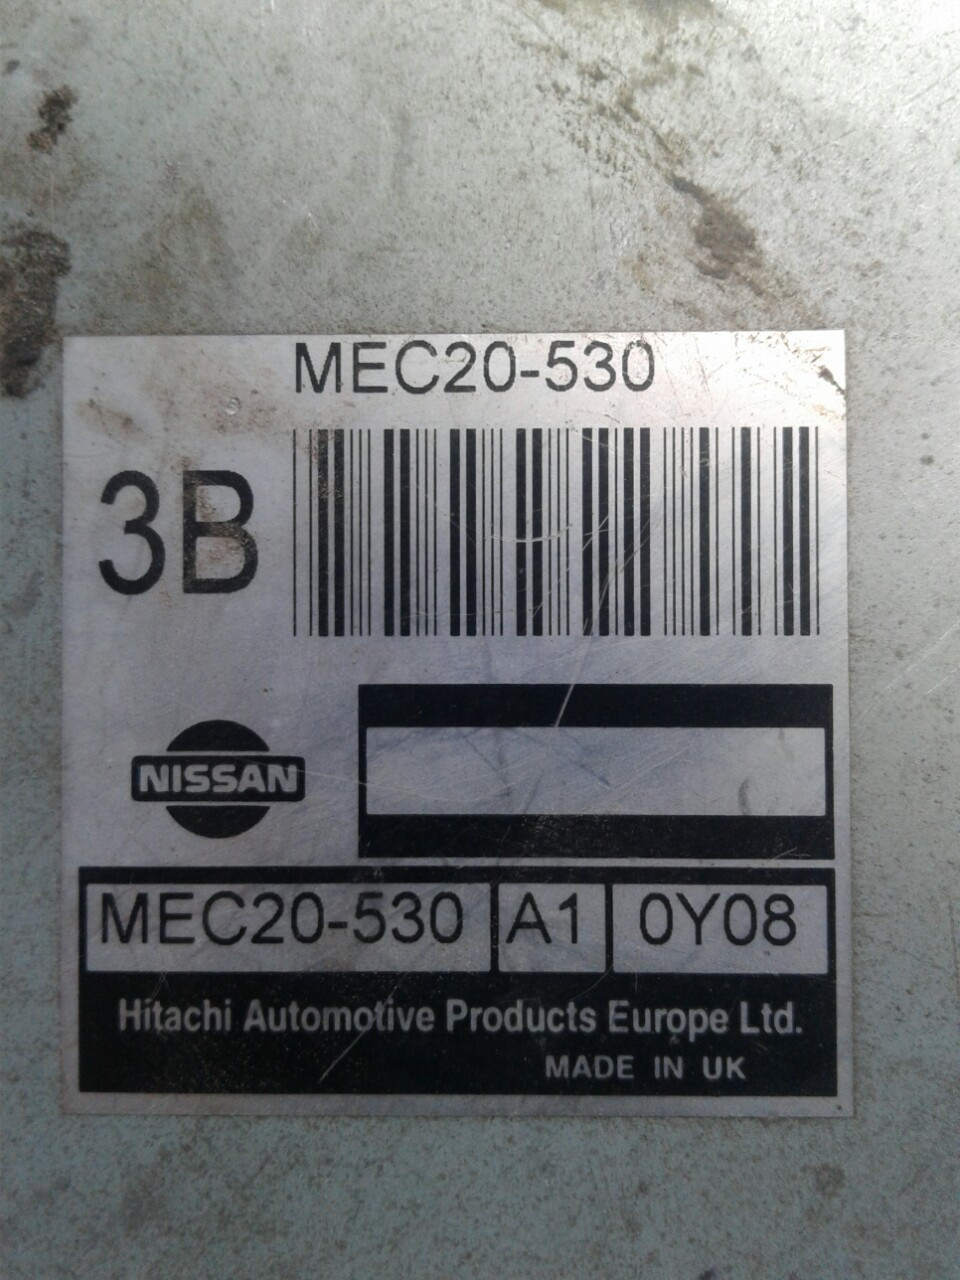 MEC20-530
3B
NISSAN
MEC20-530 A1 0Y08
Hitachi Automotive Products Europe Ltd.
MADE IN UK